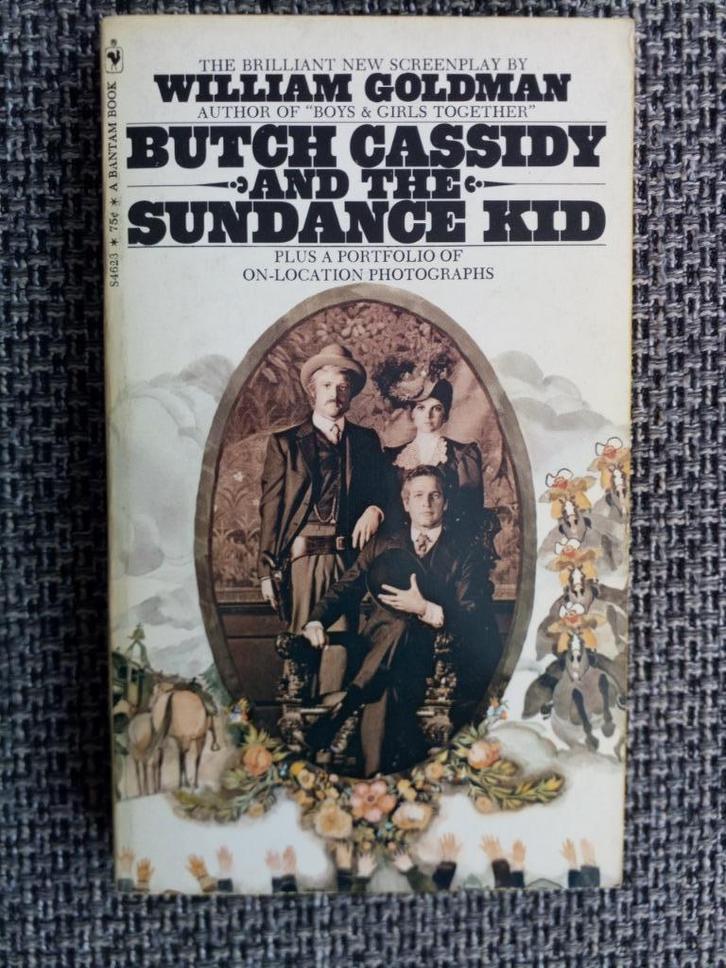 THE BRILLIANT NEW SCREENPLAY BY
WILLIAM GOLDMAN
AUTHOR OF "BOYS & GIRLS TOGETHER"
BUTCH CASSIDY
AND THE
SUNDANCE KID
PLUS A PORTFOLIO OF
ON-LOCATION PHOTOGRAPHS
S4623 * 75¢ * A BANTAM BOOK